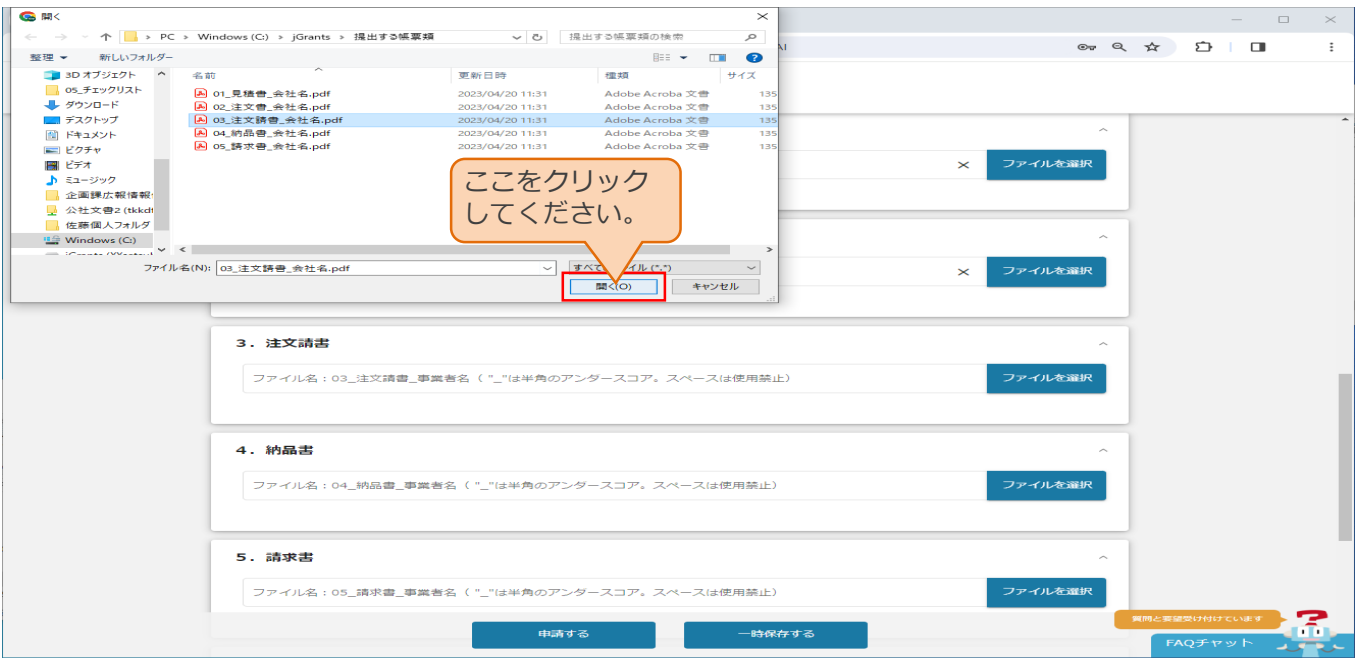 開く
PC > Windows (C:) > jGrants > 提出する帳票類
提出する帳票類の検索
整理 新しいフォルダー
名前 更新日時 種類 サイズ
3D オブジェクト
05_チェックリスト
ダウンロード
デスクトップ
ドキュメント
ピクチャ
ビデオ
ミュージック
企画課広報情報
公社文書2 (tkkdf
佐藤個人フォルダ
Windows (C:)
01_見積書_会社名.pdf 2023/04/20 11:31 Adobe Acroba 文書 135
02_注文書_会社名.pdf 2023/04/20 11:31 Adobe Acroba 文書 135
03_注文請書_会社名.pdf 2023/04/20 11:31 Adobe Acroba 文書 135
04_納品書_会社名.pdf 2023/04/20 11:31 Adobe Acroba 文書 135
05_請求書_会社名.pdf 2023/04/20 11:31 Adobe Acroba 文書 135
ここをクリック
してください。
ファイル名(N): 03_注文請書_会社名.pdf
開く(O) キャンセル
ファイルを選択
ファイルを選択
3. 注文請書
ファイル名:03_注文請書_事業者名（ "_"は半角のアンダースコア。スペースは使用禁止）
ファイルを選択
4. 納品書
ファイル名:04_納品書_事業者名（ "_"は半角のアンダースコア。スペースは使用禁止）
ファイルを選択
5. 請求書
ファイル名:05_請求書_事業者名（ "_"は半角のアンダースコア。スペースは使用禁止）
ファイルを選択
申請する 一時保存する
質問と要望受け付けています
FAQチャット